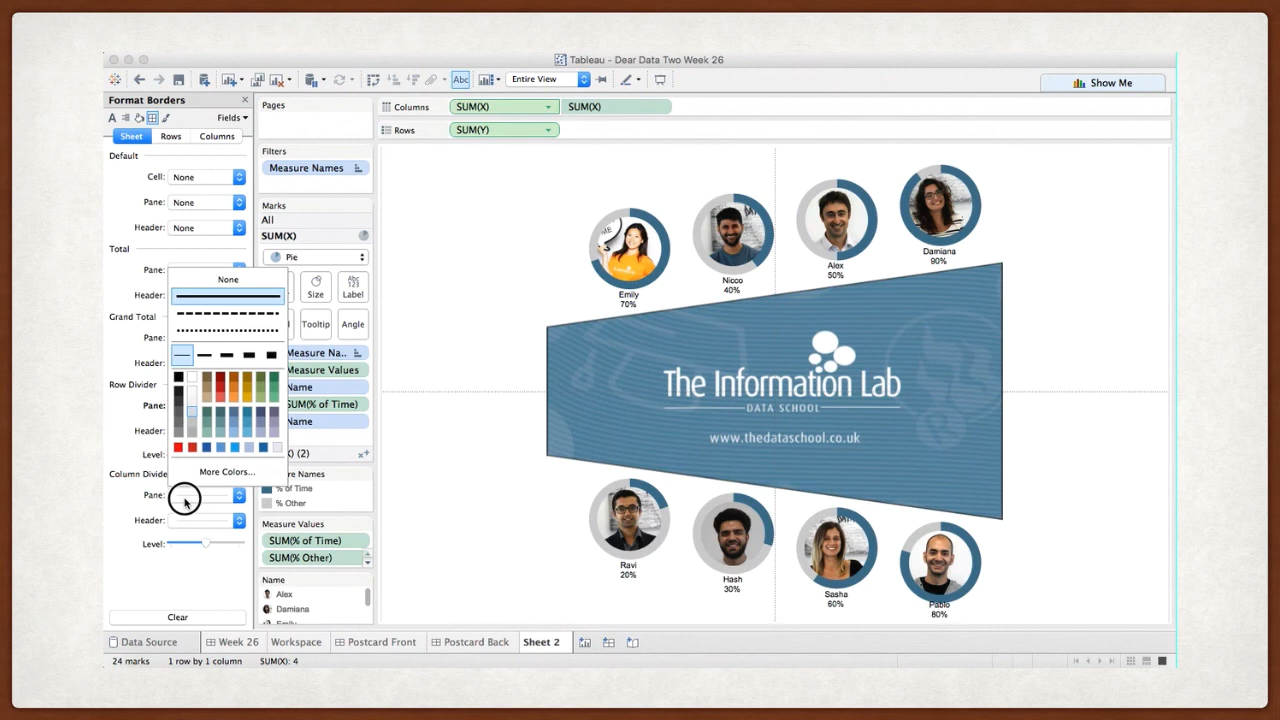 Tableau - Dear Data Two Week 26
Abc
Entire View
Show Me
Format Borders
Fields
Sheet
Rows
Columns
Default
Cell: None
Pane: None
Header: None
Total
Pane:
None
Header:
Grand Total
Pane:
Header:
Row Divider
Pane:
Header:
Level:
More Colors...
Column Divide
Pane:
Header:
Level:
Clear
Pages
Filters
Measure Names
Marks
All
SUM(X)
Pie
Size
Abc
123
Label
Tooltip
Angle
Measure Na..
Measure Values
Name
SUM(% of Time)
Name
(2)
% of Time
% Other
Measure Values
SUM(% of Time)
SUM(% Other)
Name
Alex
Damiana
Columns
SUM(X)
SUM(X)
Rows
SUM(Y)
Emily
70%
Nicco
40%
Alex
50%
Damiana
90%
The Information Lab
DATA SCHOOL
www.thedataschool.co.uk
Ravi
20%
Hash
30%
Sasha
60%
Pablo
80%
Data Source
Week 26
Workspace
Postcard Front
Postcard Back
Sheet 2
24 marks
1 row by 1 column
SUM(X): 4